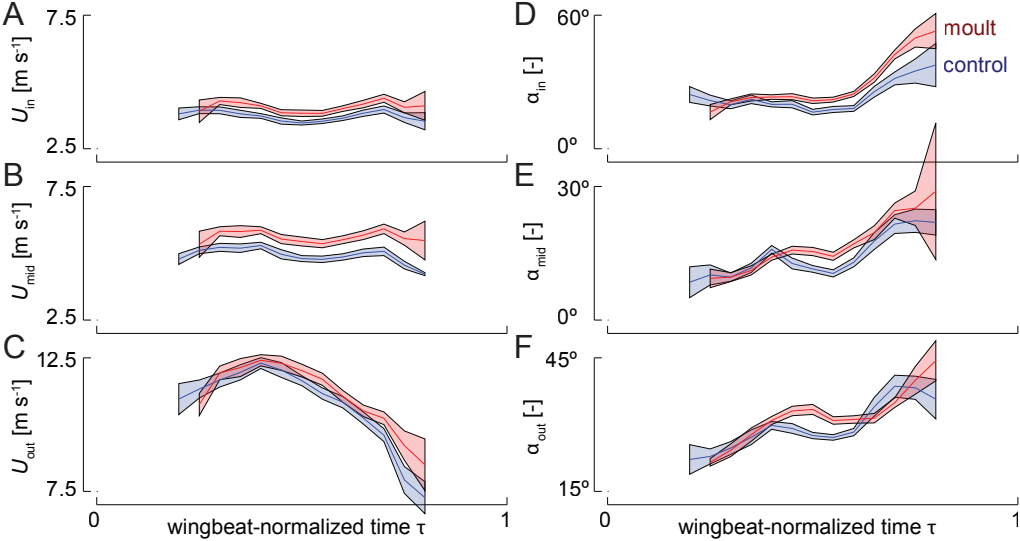 A
7.5
U_in [m s⁻¹]
2.5
B
7.5
U_mid [m s⁻¹]
2.5
C
12.5
U_out [m s⁻¹]
7.5
0
wingbeat-normalized time τ
1
D
60º
α_in [-]
0º
moult
control
E
30º
α_mid [-]
0º
F
45º
α_out [-]
15º
0
wingbeat-normalized time τ
1